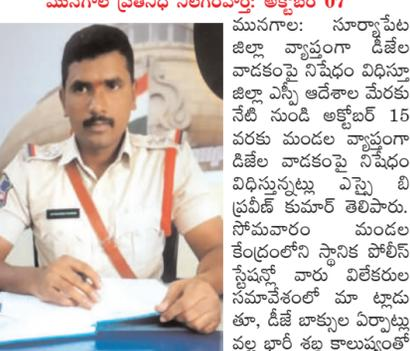 మునగాల ప్రతినిధి నిలగిరివార్త: అక్టోబర్ 07
మునగాల: సూర్యాపేట
జిల్లా వ్యాప్తంగా డీజేల
వాడకంపై నిషేధం విధిస్తూ
జిల్లా ఎస్పీ ఆదేశాల మేరకు
నేటి నుండి అక్టోబర్ 15
వరకు మండల వ్యాప్తంగా
డిజేల వాడకంపై నిషేధం
విధిస్తున్నట్లు ఎస్సై బి
ప్రవీణ్ కుమార్ తెలిపారు.
సోమవారం మండల
కేంద్రంలోని స్థానిక పోలీస్
స్టేషన్లో వారు విలేకరుల
సమావేశంలో మా ట్లాడు
తూ, డీజే బాక్సుల ఏర్పాట్లు
వల్ల భారీ శబ్ద కాలుష్యంతో